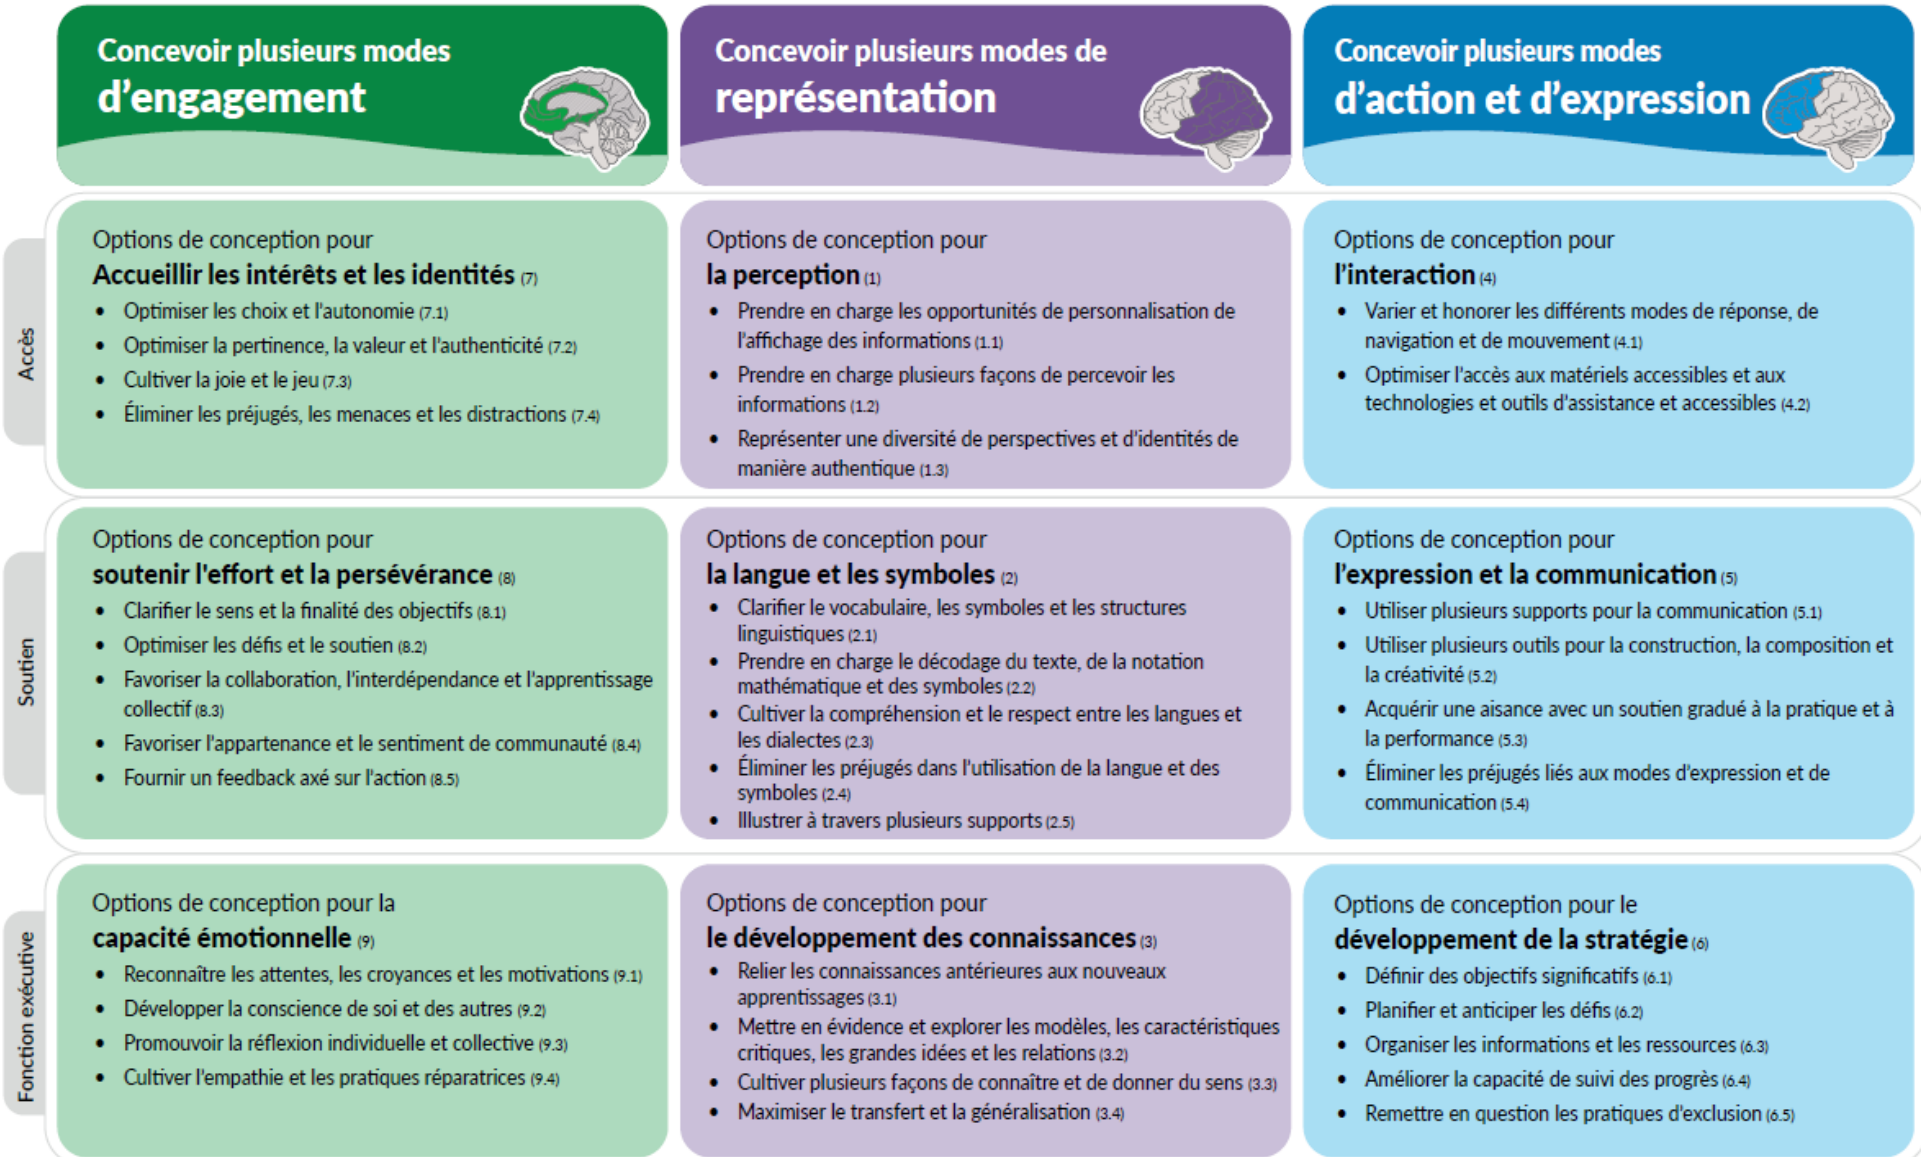 Concevoir plusieurs modes
d'engagement
Concevoir plusieurs modes de
représentation
Concevoir plusieurs modes
d'action et d'expression
Accès
Options de conception pour
Accueillir les intérêts et les identités (7)
• Optimiser les choix et l'autonomie (7.1)
• Optimiser la pertinence, la valeur et l'authenticité (7.2)
• Cultiver la joie et le jeu (7.3)
• Éliminer les préjugés, les menaces et les distractions (7.4)
Options de conception pour
la perception (1)
• Prendre en charge les opportunités de personnalisation de
l'affichage des informations (1.1)
• Prendre en charge plusieurs façons de percevoir les
informations (1.2)
• Représenter une diversité de perspectives et d'identités de
manière authentique (1.3)
Options de conception pour
l'interaction (4)
• Varier et honorer les différents modes de réponse, de
navigation et de mouvement (4.1)
• Optimiser l'accès aux matériels accessibles et aux
technologies et outils d'assistance et accessibles (4.2)
Soutien
Options de conception pour
soutenir l'effort et la persévérance (8)
• Clarifier le sens et la finalité des objectifs (8.1)
• Optimiser les défis et le soutien (8.2)
• Favoriser la collaboration, l'interdépendance et l'apprentissage
collectif (8.3)
• Favoriser l'appartenance et le sentiment de communauté (8.4)
• Fournir un feedback axé sur l'action (8.5)
Options de conception pour
la langue et les symboles (2)
• Clarifier le vocabulaire, les symboles et les structures
linguistiques (2.1)
• Prendre en charge le décodage du texte, de la notation
mathématique et des symboles (2.2)
• Cultiver la compréhension et le respect entre les langues et
les dialectes (2.3)
• Éliminer les préjugés dans l'utilisation de la langue et des
symboles (2.4)
• Illustrer à travers plusieurs supports (2.5)
Options de conception pour
l'expression et la communication (5)
• Utiliser plusieurs supports pour la communication (5.1)
• Utiliser plusieurs outils pour la construction, la composition et
la créativité (5.2)
• Acquérir une aisance avec un soutien gradué à la pratique et à
la performance (5.3)
• Éliminer les préjugés liés aux modes d'expression et de
communication (5.4)
Fonction exécutive
Options de conception pour la
capacité émotionnelle (9)
• Reconnaître les attentes, les croyances et les motivations (9.1)
• Développer la conscience de soi et des autres (9.2)
• Promouvoir la réflexion individuelle et collective (9.3)
• Cultiver l'empathie et les pratiques réparatrices (9.4)
Options de conception pour
le développement des connaissances (3)
• Relier les connaissances antérieures aux nouveaux
apprentissages (3.1)
• Mettre en évidence et explorer les modèles, les caractéristiques
critiques, les grandes idées et les relations (3.2)
• Cultiver plusieurs façons de connaître et de donner du sens (3.3)
• Maximiser le transfert et la généralisation (3.4)
Options de conception pour le
développement de la stratégie (6)
• Définir des objectifs significatifs (6.1)
• Planifier et anticiper les défis (6.2)
• Organiser les informations et les ressources (6.3)
• Améliorer la capacité de suivi des progrès (6.4)
• Remettre en question les pratiques d'exclusion (6.5)